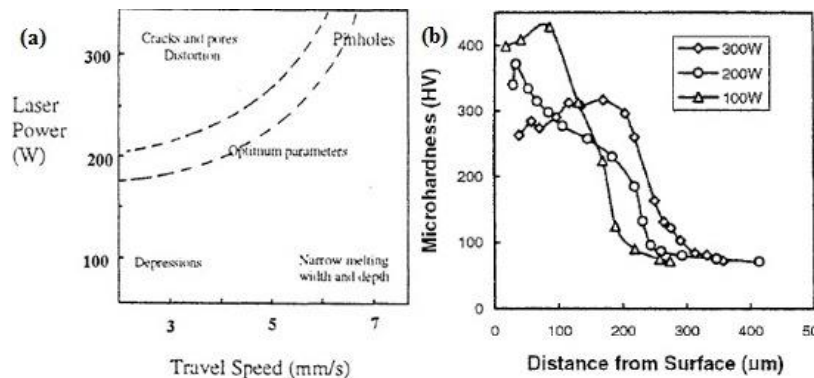 (a)
Cracks and pores
Distortion
Pinholes
300
Laser
Power
(W)
200
Optimum parameters
100
Depressions
Narrow melting
width and depth
3
5
7
Travel Speed (mm/s)
(b)
300W
200W
100W
Microhardness (HV)
400
300
200
100
0
0
100
200
300
400
50
Distance from Surface (µm)